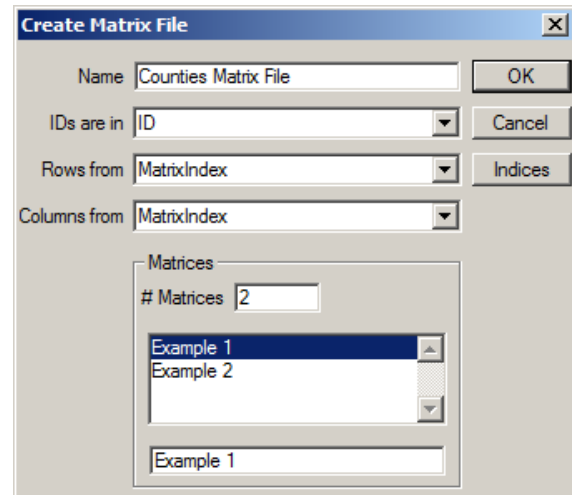 Create Matrix File
Name Counties Matrix File OK
IDs are in ID Cancel
Rows from MatrixIndex Indices
Columns from MatrixIndex
Matrices
# Matrices 2
Example 1
Example 2
Example 1